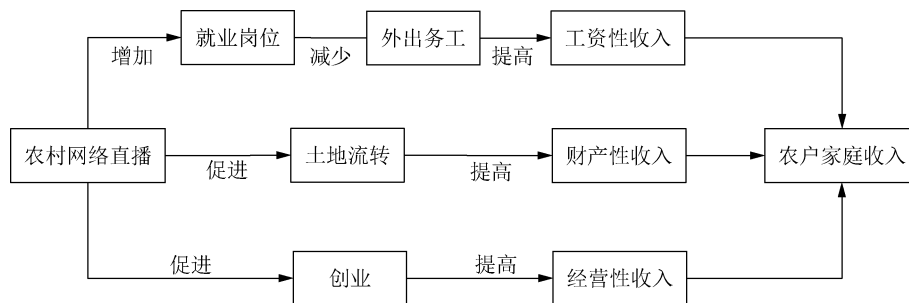 就业岗位
外出务工
工资性收入
增加
减少
提高
农村网络直播
土地流转
财产性收入
农户家庭收入
促进
提高
促进
提高
创业
经营性收入